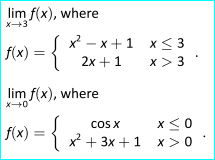 lim f(x), where
x→3
f(x) = { x² − x + 1 x ≤ 3
2x + 1 x > 3 .
lim f(x), where
x→0
f(x) = { cos x x ≤ 0
x² + 3x + 1 x > 0 .